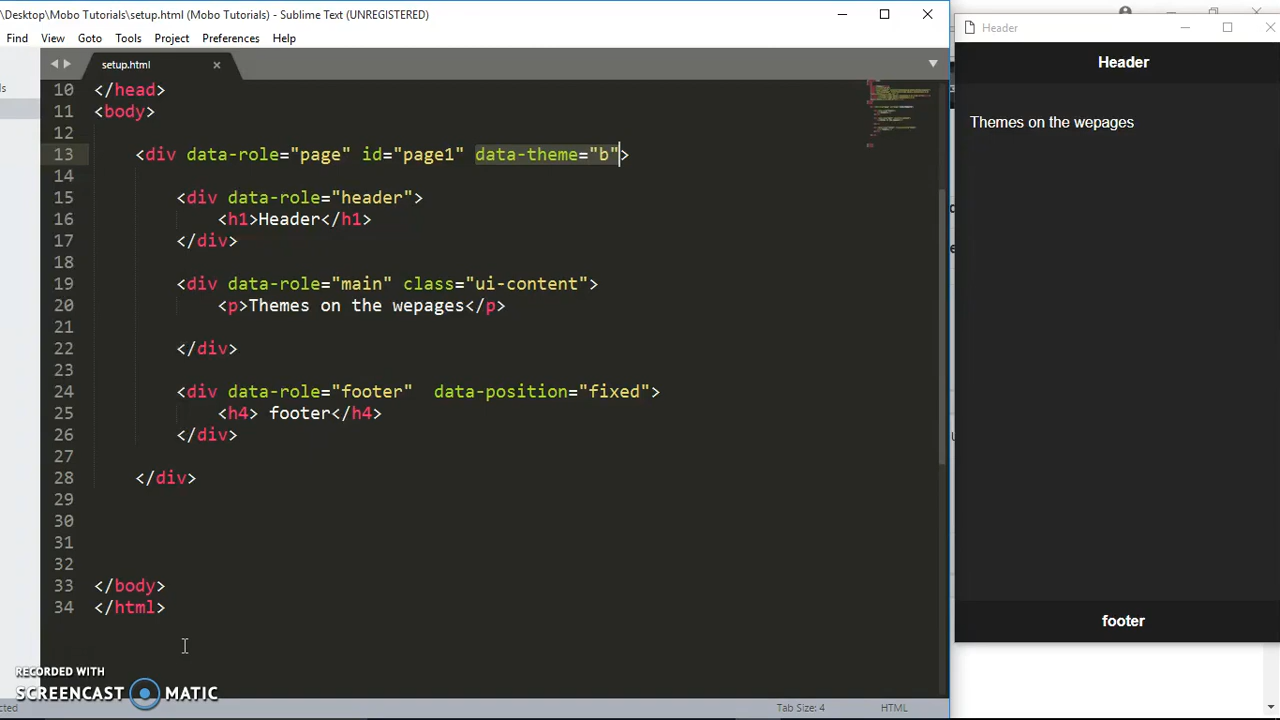 \Desktop\Mobo Tutorials\setup.html (Mobo Tutorials) - Sublime Text (UNREGISTERED)
Find View Goto Tools Project Preferences Help
setup.html
10 </head>
11 <body>
12
13 <div data-role="page" id="page1" data-theme="b">
14
15 <div data-role="header">
16 <h1>Header</h1>
17 </div>
18
19 <div data-role="main" class="ui-content">
20 <p>Themes on the wepages</p>
21
22 </div>
23
24 <div data-role="footer"  data-position="fixed">
25 <h4> footer</h4>
26 </div>
27
28 </div>
29
30
31
32
33 </body>
34 </html>
RECORDED WITH
SCREENCAST MATIC
Tab Size: 4 HTML
Header
Header
Themes on the wepages
footer